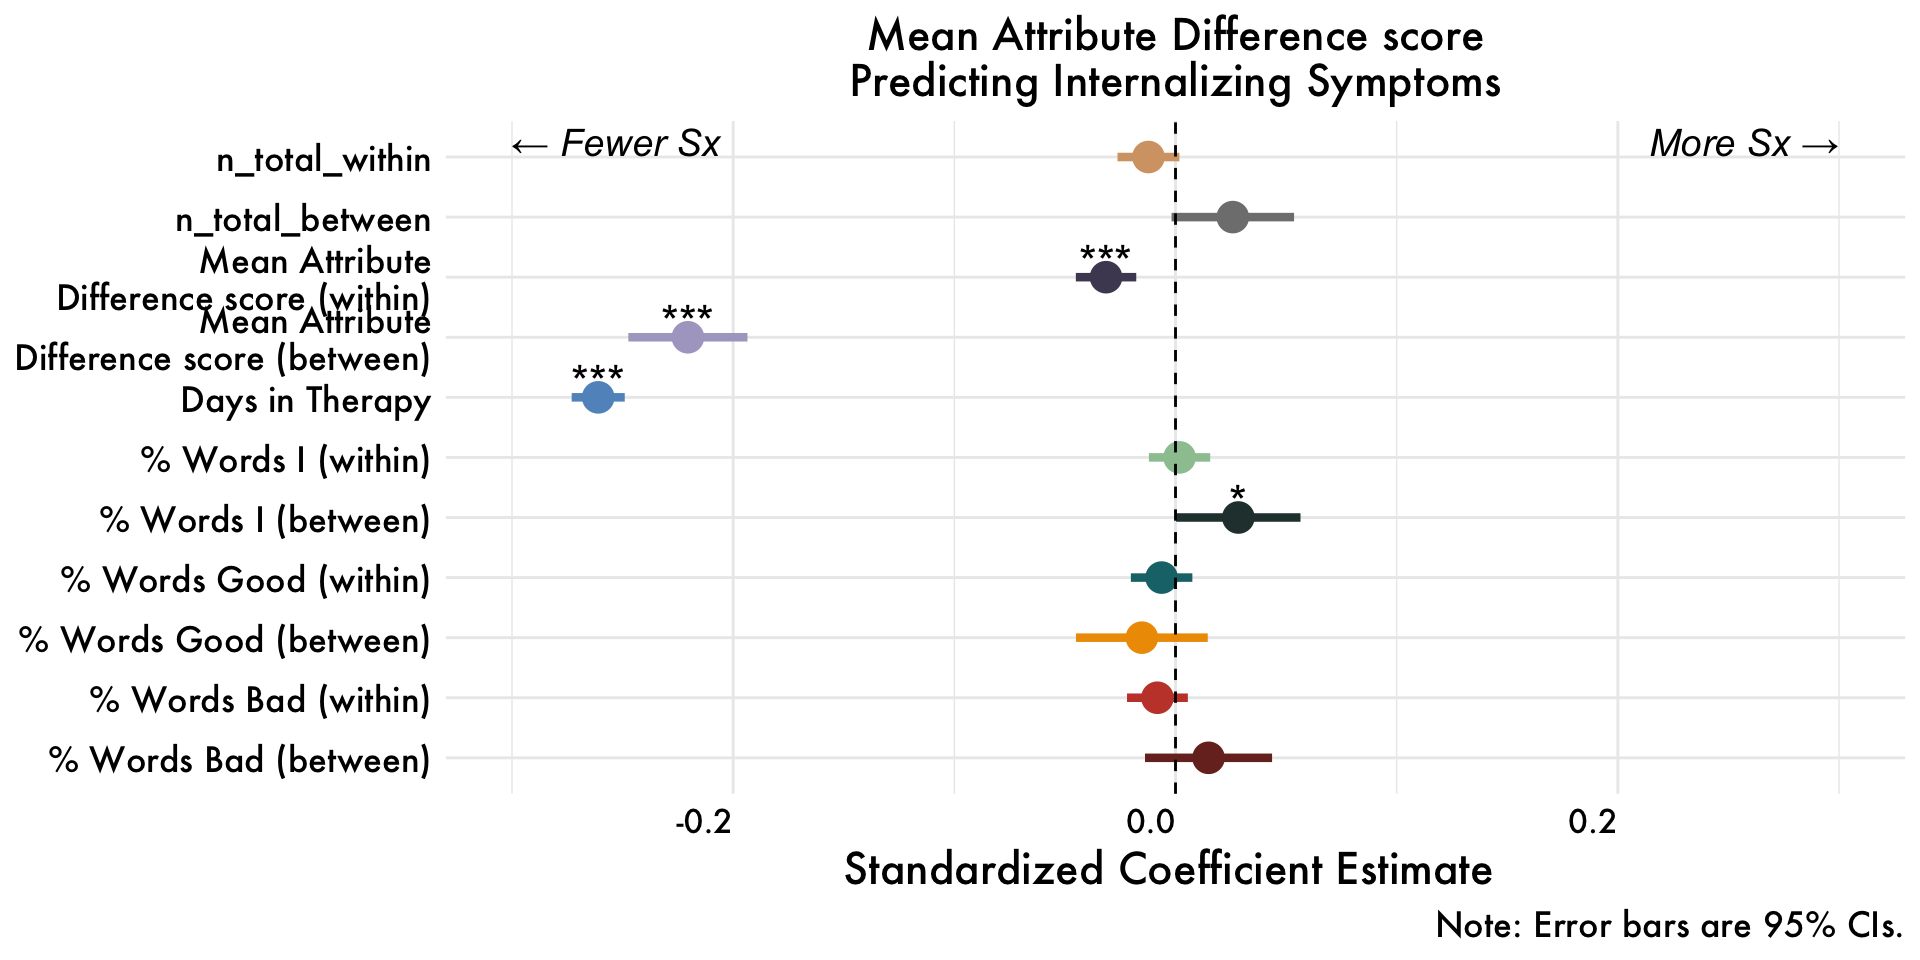 Mean Attribute Difference score
Predicting Internalizing Symptoms
← Fewer Sx
More Sx →
n_total_within
n_total_between
***
Mean Attribute
Difference score (within)
***
Mean Attribute
Difference score (between)
***
Days in Therapy
% Words I (within)
*
% Words I (between)
% Words Good (within)
% Words Good (between)
% Words Bad (within)
% Words Bad (between)
-0.2
0.0
0.2
Standardized Coefficient Estimate
Note: Error bars are 95% CIs.